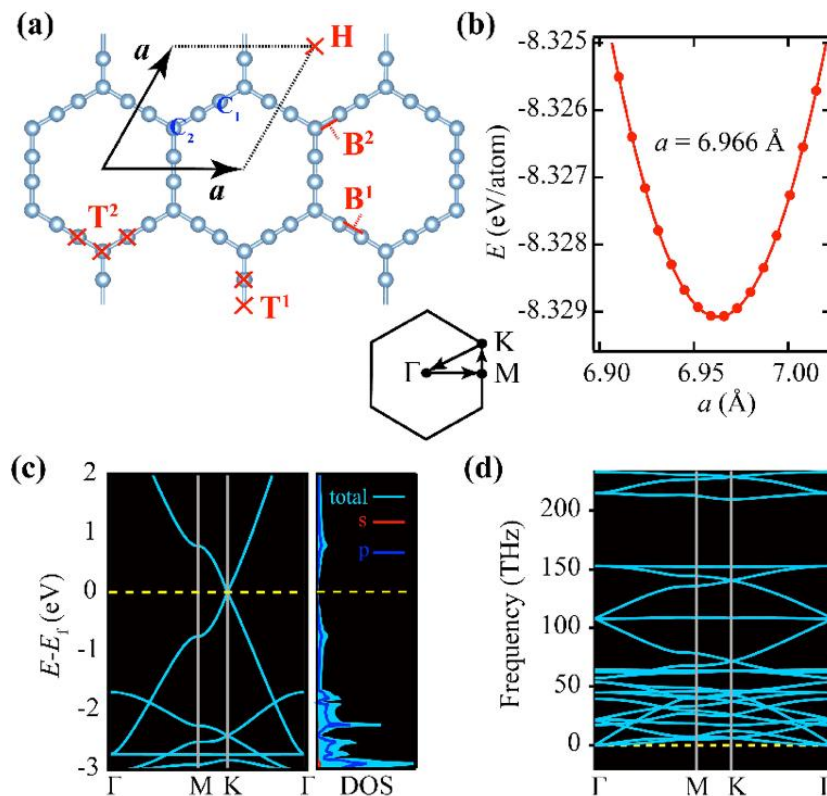 (a)
H
a
C1
C2
B2
a
B1
T2
T1
K
Γ
M
(b)
-8.325
-8.326
-8.327
-8.328
-8.329
E (eV/atom)
a = 6.966 Å
6.90
6.95
7.00
a (Å)
(c)
2
1
0
-1
-2
-3
E-Ef (eV)
total
s
p
Γ
M
K
Γ
DOS
(d)
200
150
100
50
0
Frequency (THz)
Γ
M
K